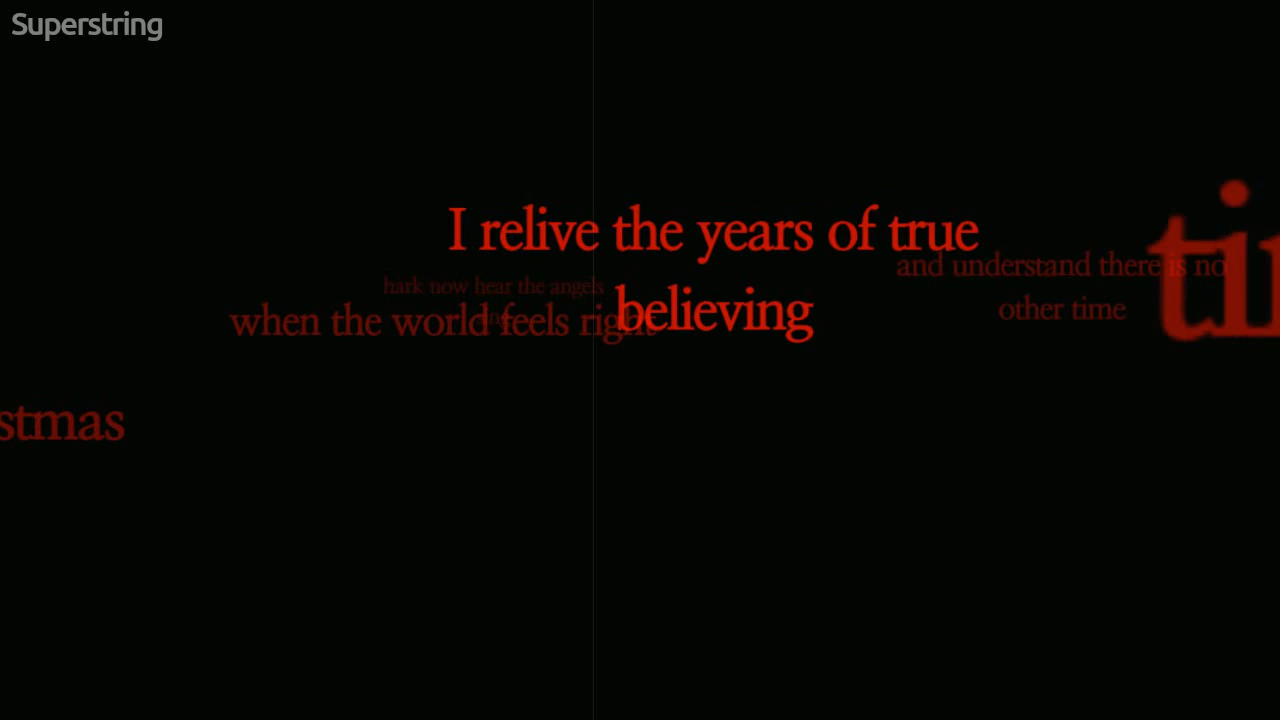 Superstring
I relive the years of true
believing
and understand there is no
other time
hark now hear the angels
when the world feels right
stmas